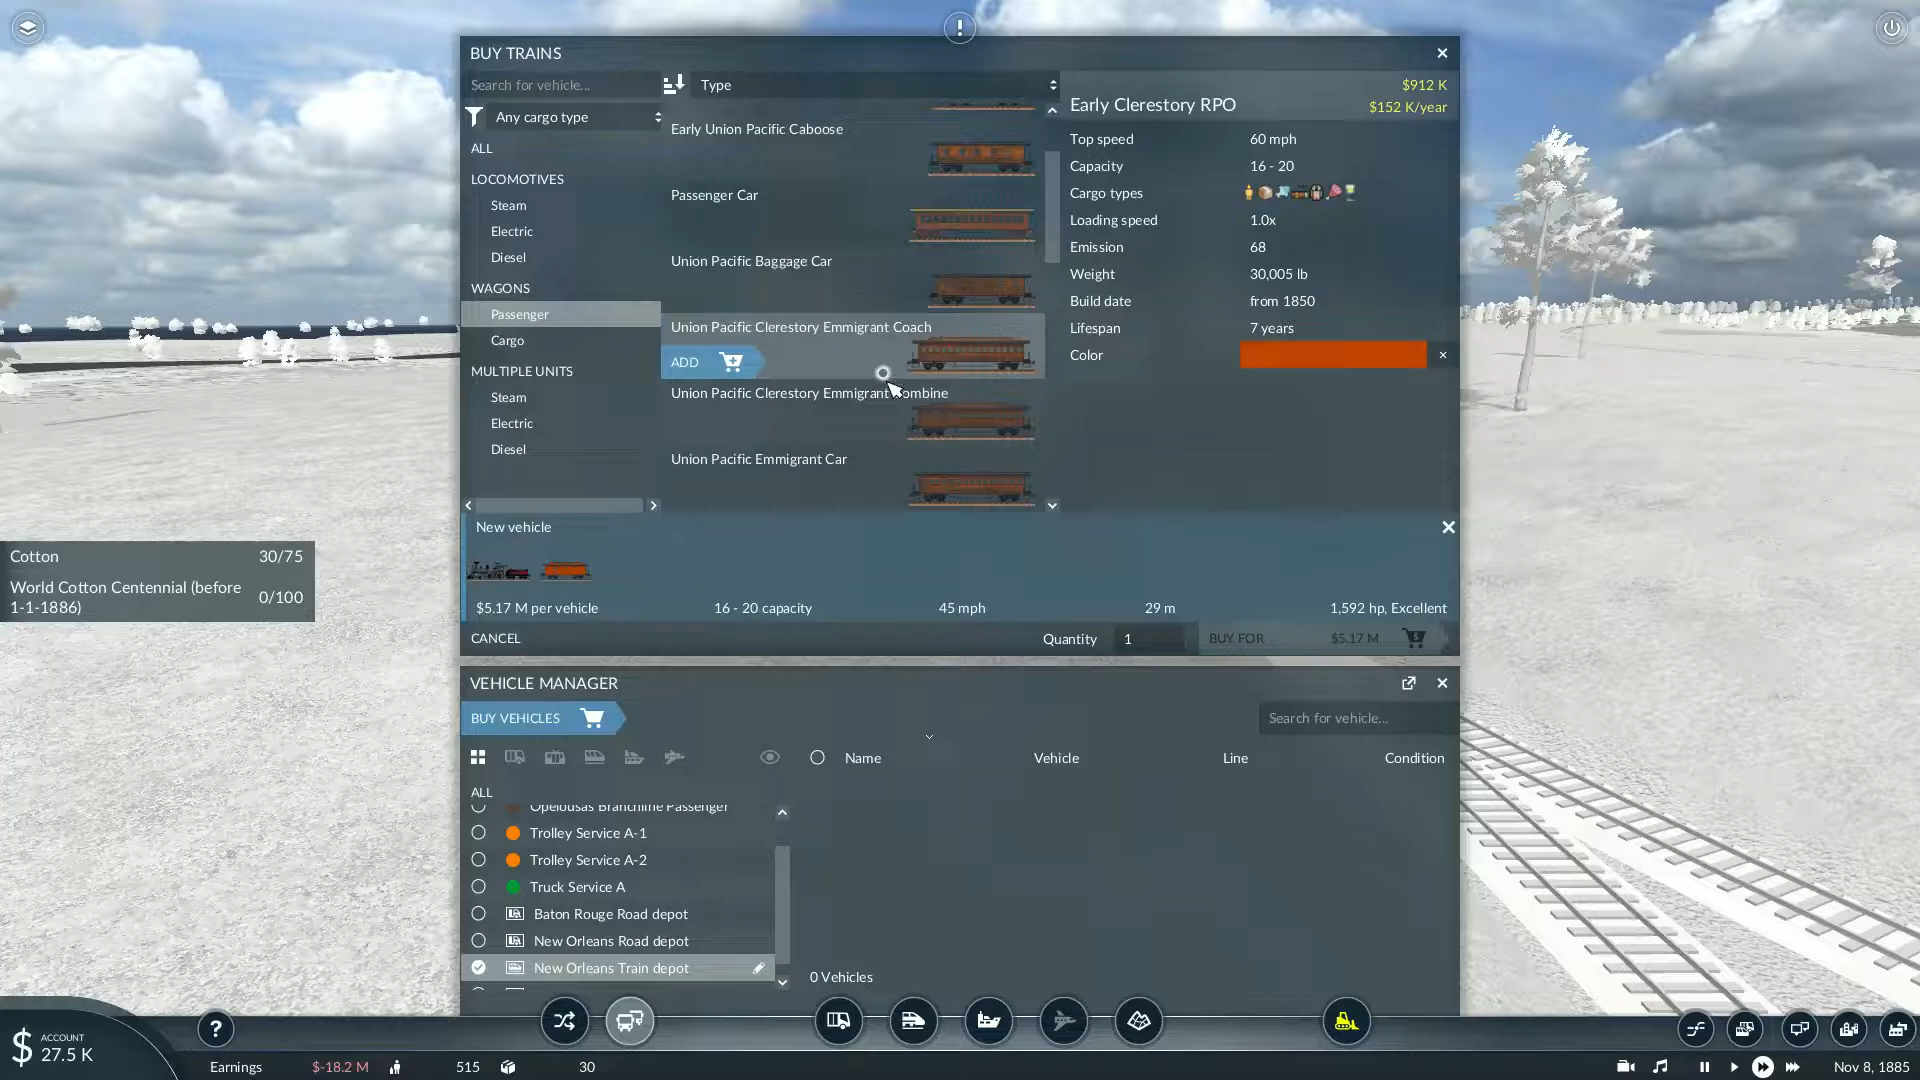 BUY TRAINS
Search for vehicle...
Type
Any cargo type
ALL
LOCOMOTIVES
Steam
Electric
Diesel
WAGONS
Passenger
Cargo
MULTIPLE UNITS
Steam
Electric
Diesel
Early Union Pacific Caboose
Passenger Car
Union Pacific Baggage Car
Union Pacific Clerestory Emmigrant Coach
ADD
Union Pacific Clerestory Emmigrant Combine
Union Pacific Emmigrant Car
$912 K
Early Clerestory RPO
$152 K/year
Top speed 60 mph
Capacity 16 - 20
Cargo types
Loading speed 1.0x
Emission 68
Weight 30,005 lb
Build date from 1850
Lifespan 7 years
Color
New vehicle
$5.17 M per vehicle 16 - 20 capacity 45 mph 29 m 1,592 hp, Excellent
CANCEL Quantity 1 BUY FOR $5.17 M
Cotton 30/75
World Cotton Centennial (before 1-1-1886) 0/100
VEHICLE MANAGER
BUY VEHICLES
Search for vehicle...
Name Vehicle Line Condition
ALL
Opelousas Branchline Passenger
Trolley Service A-1
Trolley Service A-2
Truck Service A
Baton Rouge Road depot
New Orleans Road depot
New Orleans Train depot
0 Vehicles
$ ACCOUNT
27.5 K
?
Earnings $-18.2 M 515 30
Nov 8, 1885